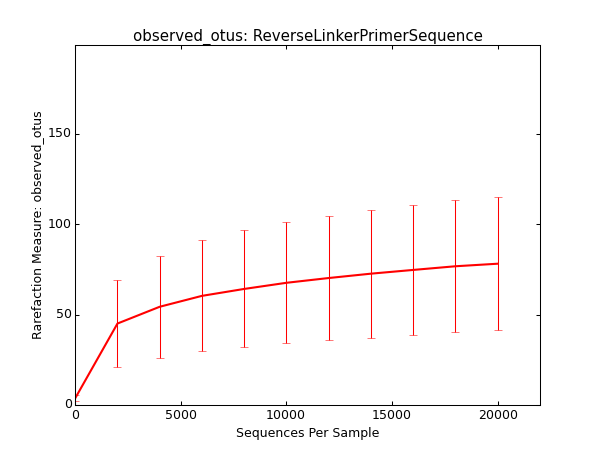 observed_otus: ReverseLinkerPrimerSequence
Rarefaction Measure: observed_otus
150
100
50
0
0 5000 10000 15000 20000
Sequences Per Sample